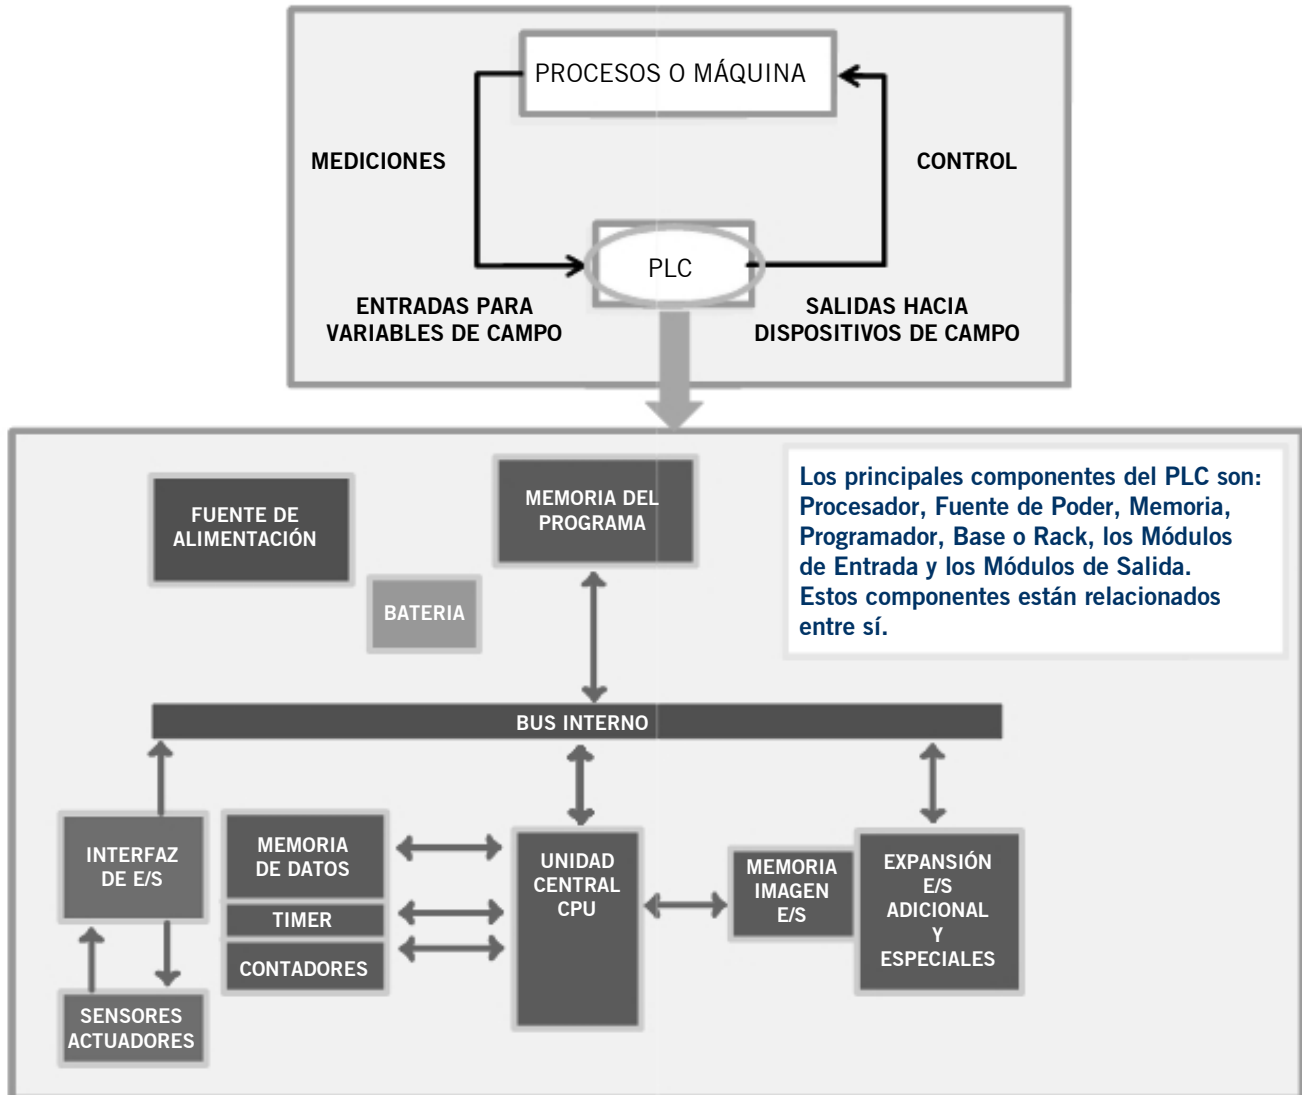 PROCESOS O MÁQUINA
MEDICIONES
CONTROL
PLC
ENTRADAS PARA
VARIABLES DE CAMPO
SALIDAS HACIA
DISPOSITIVOS DE CAMPO
FUENTE DE
ALIMENTACIÓN
MEMORIA DEL
PROGRAMA
BATERIA
Los principales componentes del PLC son:
Procesador, Fuente de Poder, Memoria,
Programador, Base o Rack, los Módulos
de Entrada y los Módulos de Salida.
Estos componentes están relacionados
entre sí.
BUS INTERNO
INTERFAZ
DE E/S
MEMORIA
DE DATOS
TIMER
CONTADORES
UNIDAD
CENTRAL
CPU
MEMORIA
IMAGEN
E/S
EXPANSIÓN
E/S
ADICIONAL
Y
ESPECIALES
SENSORES
ACTUADORES